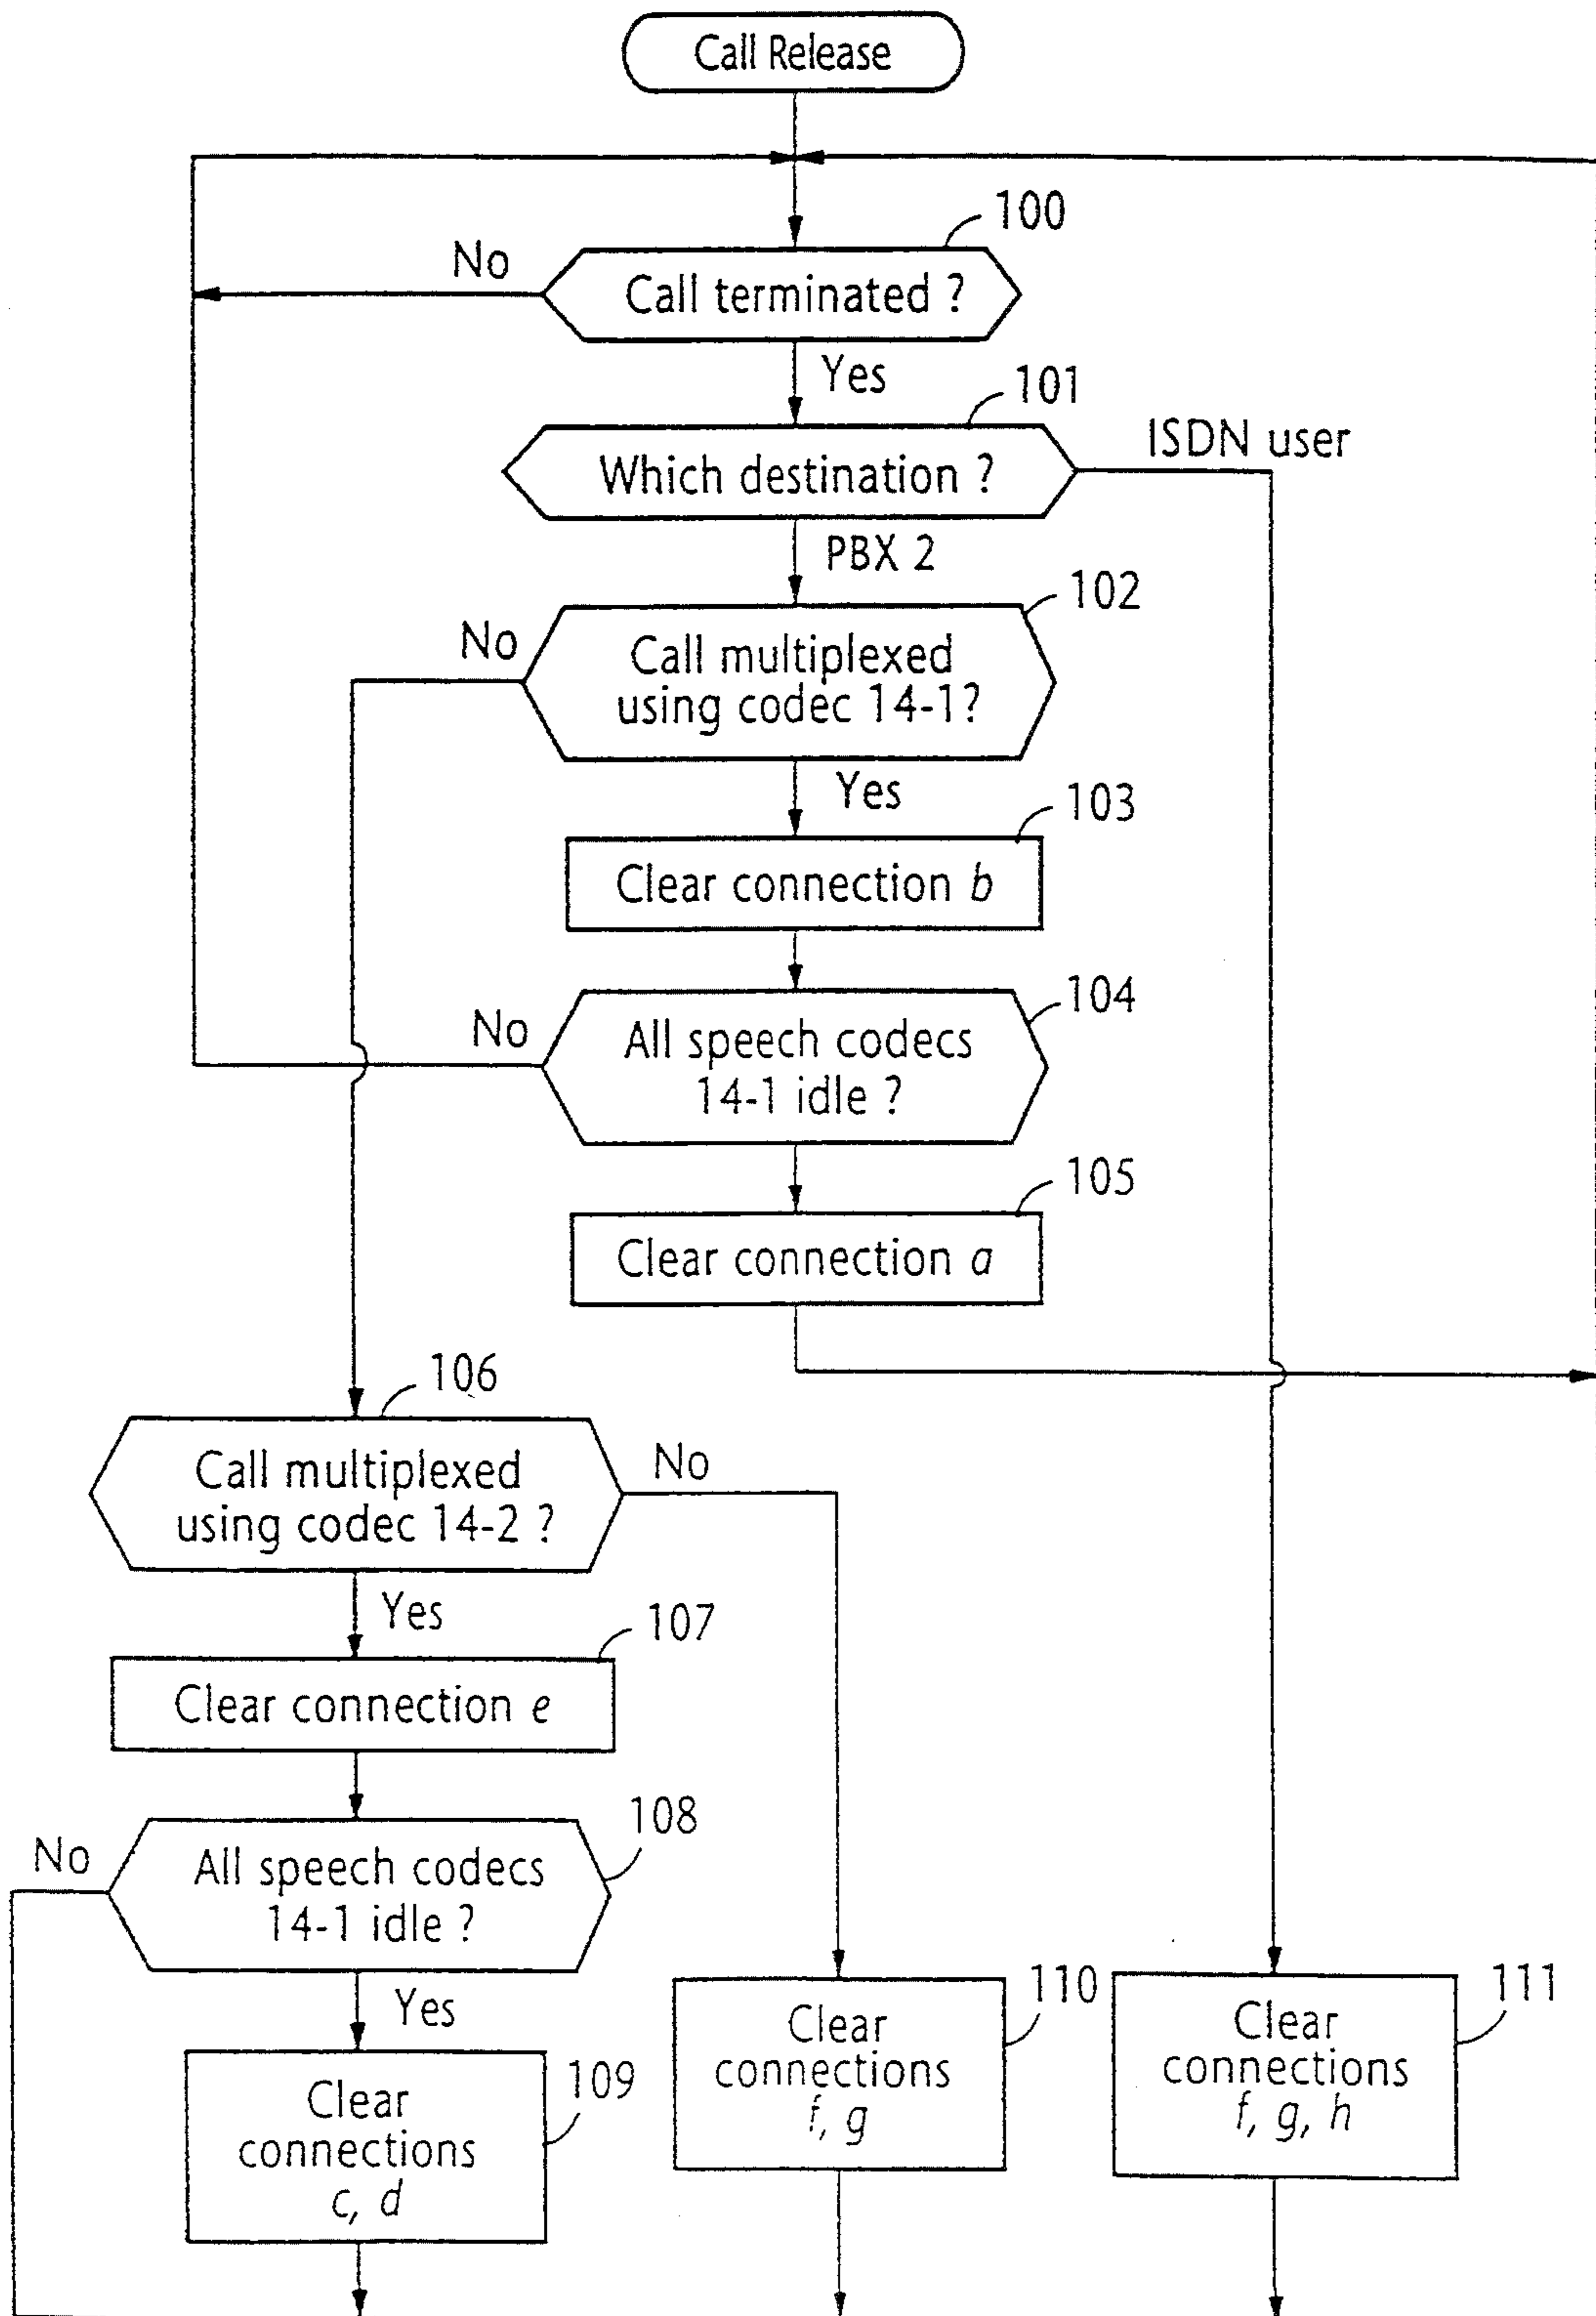 Call Release
100
No
Call terminated ?
Yes
101
ISDN user
Which destination ?
PBX 2
102
No
Call multiplexed
using codec 14-1?
Yes
103
Clear connection b
104
No
All speech codecs
14-1 idle ?
105
Clear connection a
106
Call multiplexed
using codec 14-2 ?
No
Yes
107
Clear connection e
108
No
All speech codecs
14-1 idle ?
Yes
109
Clear
connections
c, d
110
Clear
connections
f, g
111
Clear
connections
f, g, h